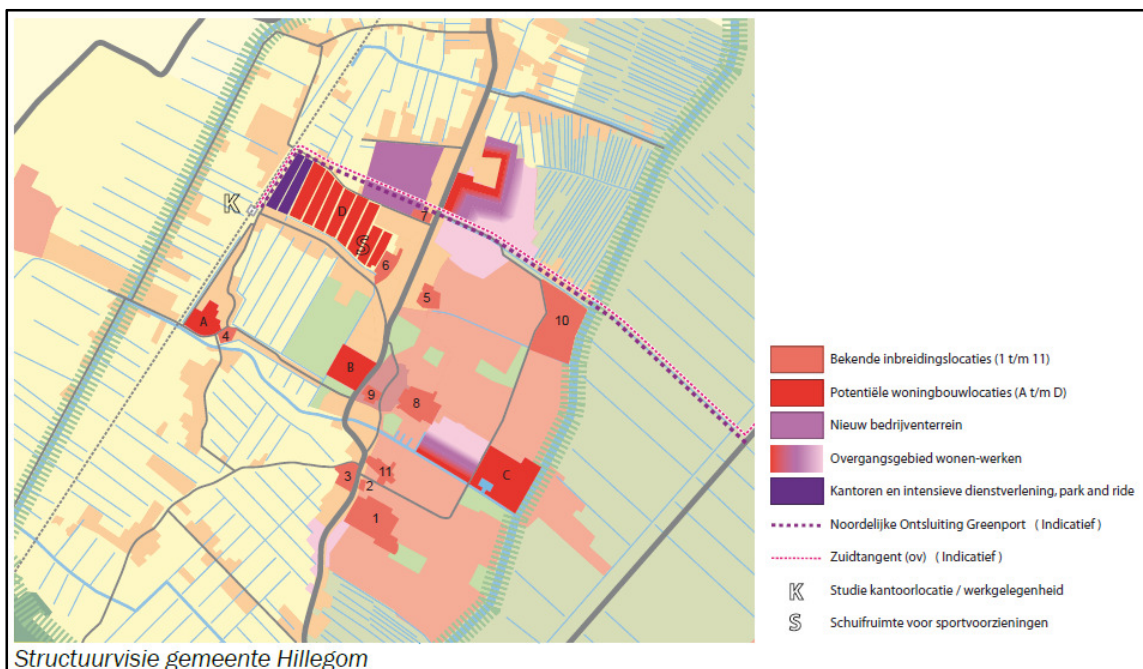 K
D
S
7
6
5
10
A
4
B
9
8
C
3
11
2
1
Bekende inbreidingslocaties (1 t/m 11)
Potentiële woningbouwlocaties (A t/m D)
Nieuw bedrijventerrein
Overgangsgebied wonen-werken
Kantoren en intensieve dienstverlening, park and ride
Noordelijke Ontsluiting Greenport ( Indicatief )
Zuidtangent (ov) ( Indicatief )
K Studie kantoorlocatie / werkgelegenheid
S Schuifruimte voor sportvoorzieningen
Structuurvisie gemeente Hillegom